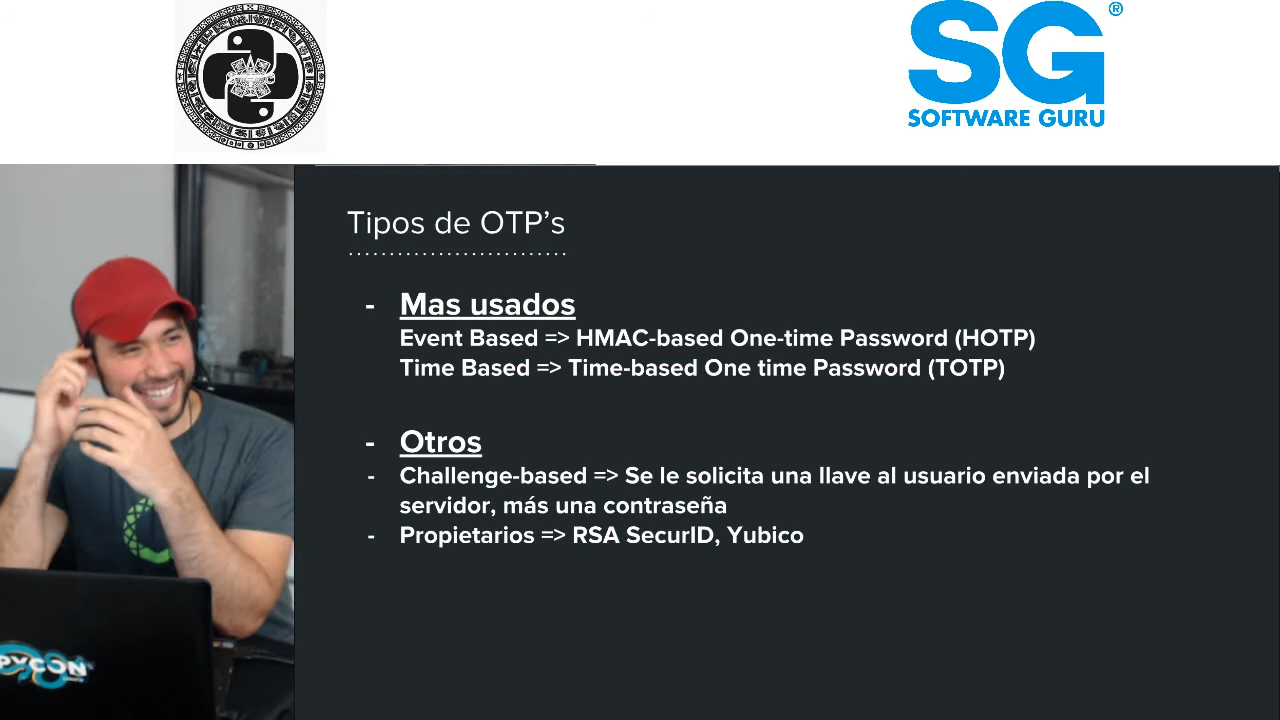 SG®
SOFTWARE GURU
Tipos de OTP’s
- Mas usados
Event Based => HMAC-based One-time Password (HOTP)
Time Based => Time-based One time Password (TOTP)
- Otros
- Challenge-based => Se le solicita una llave al usuario enviada por el
servidor, más una contraseña
- Propietarios => RSA SecurID, Yubico
PYCON